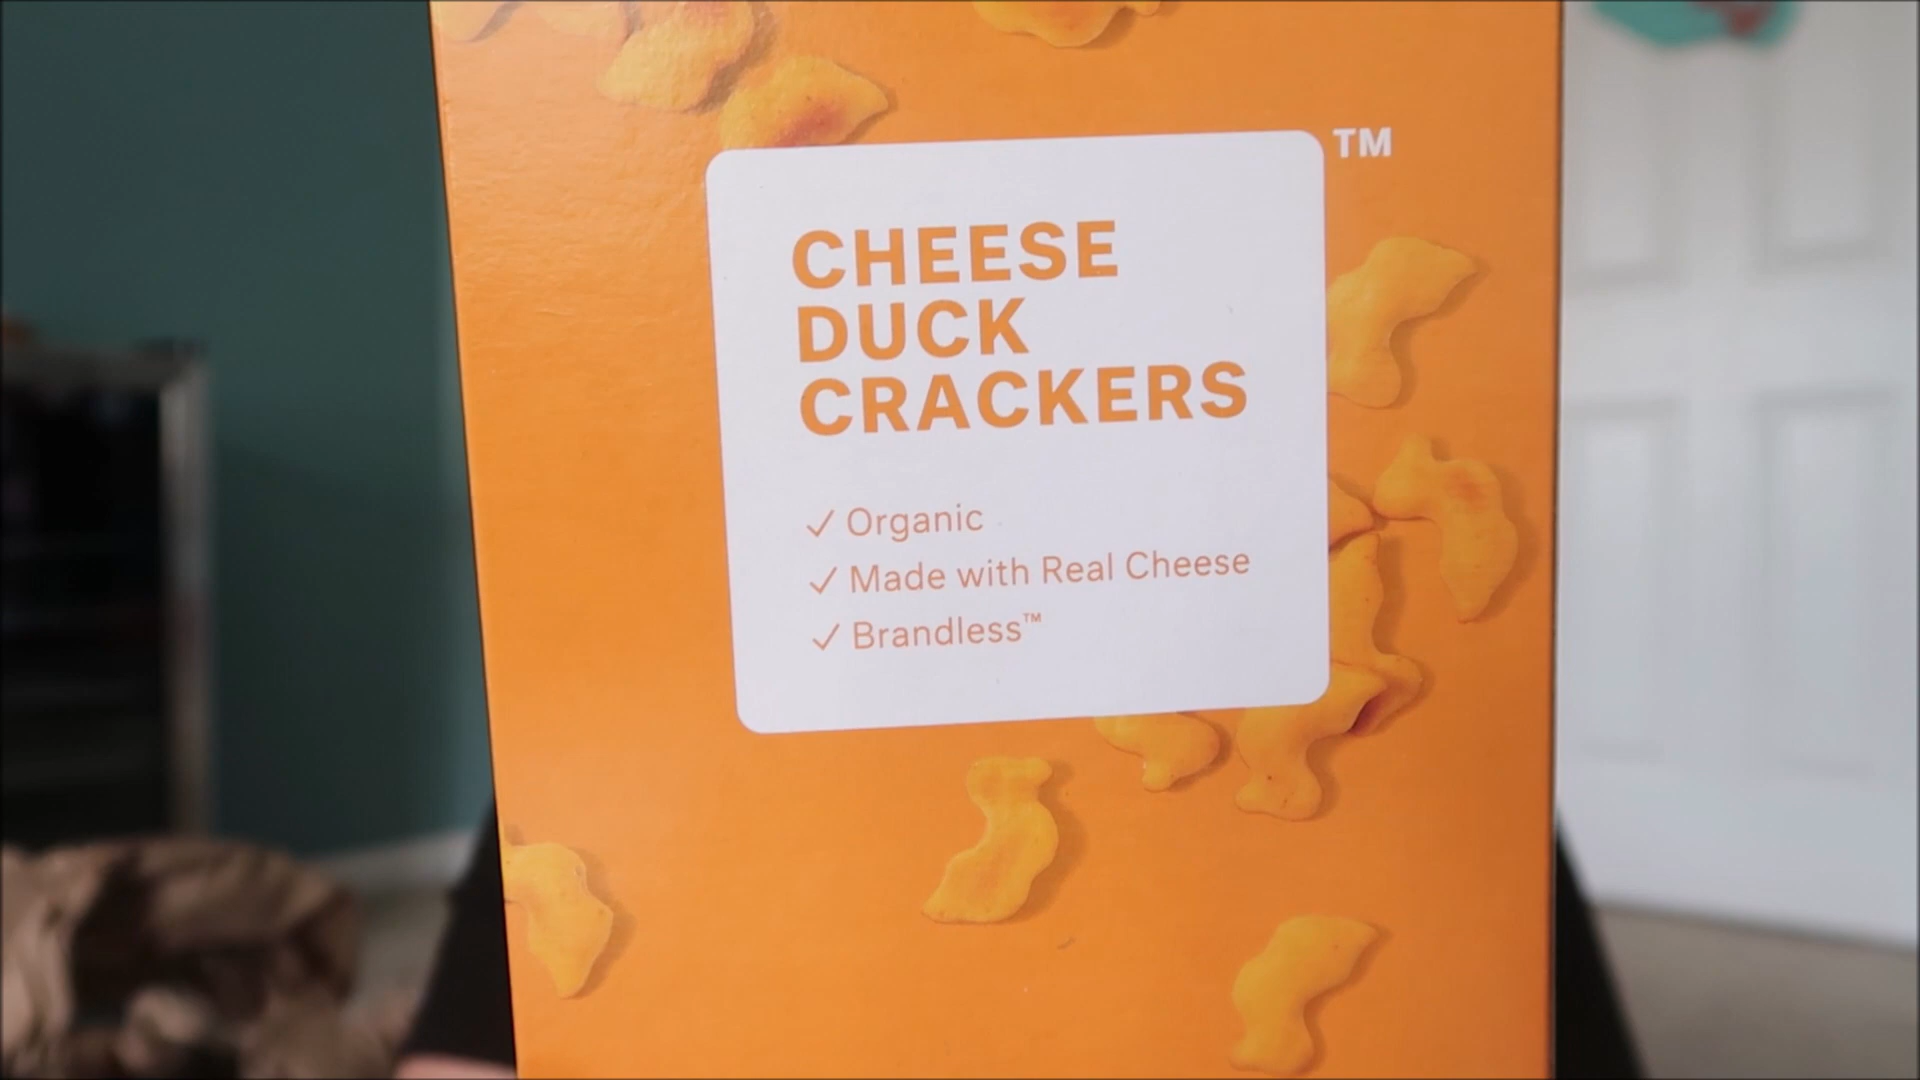 TM
CHEESE
DUCK
CRACKERS
✓ Organic
✓ Made with Real Cheese
✓ Brandless™